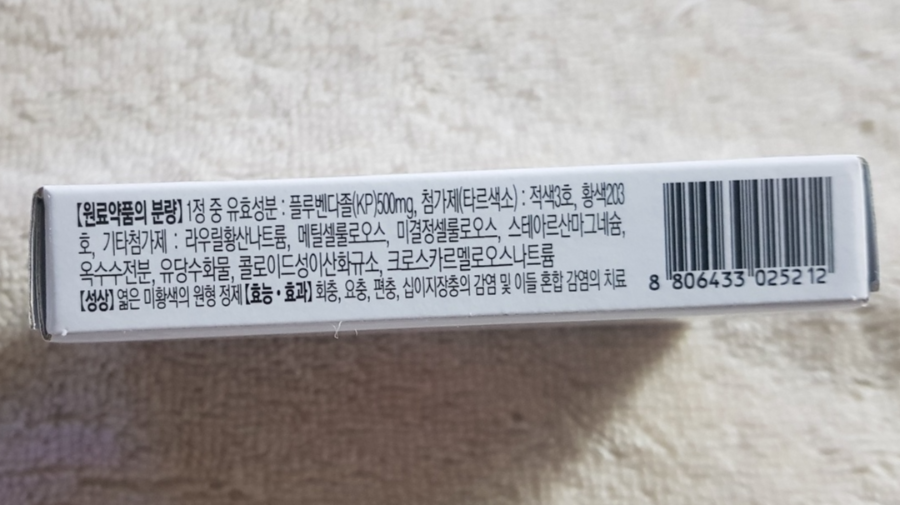 【원료약품의 분량】 1정 중 유효성분 : 플루벤다졸(KP)500mg, 첨가제(타르색소) : 적색3호, 황색203
호, 기타첨가제 : 라우릴황산나트륨, 메틸셀룰로오스, 미결정셀룰로오스, 스테아르산마그네슘,
옥수수전분, 유당수화물, 콜로이드성이산화규소, 크로스카르멜로오스나트륨
【성상】 엷은 미황색의 원형 정제 【효능·효과】 회충, 요충, 편충, 십이지장충의 감염 및 이들 혼합 감염의 치료
8 806433 025212